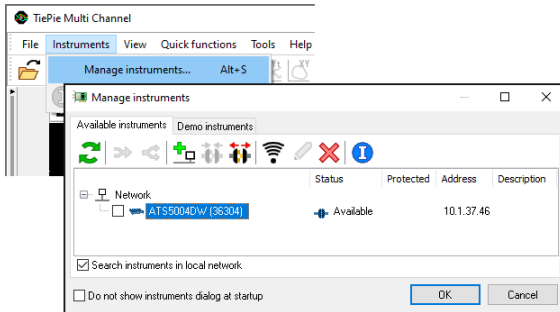 TiePie Multi Channel
File Instruments View Quick functions Tools Help
Manage instruments... Alt+S
Manage instruments
Available instruments Demo instruments
Status Protected Address Description
Network
ATS5004DW (36304) Available 10.1.37.46
Search instruments in local network
Do not show instruments dialog at startup
OK Cancel